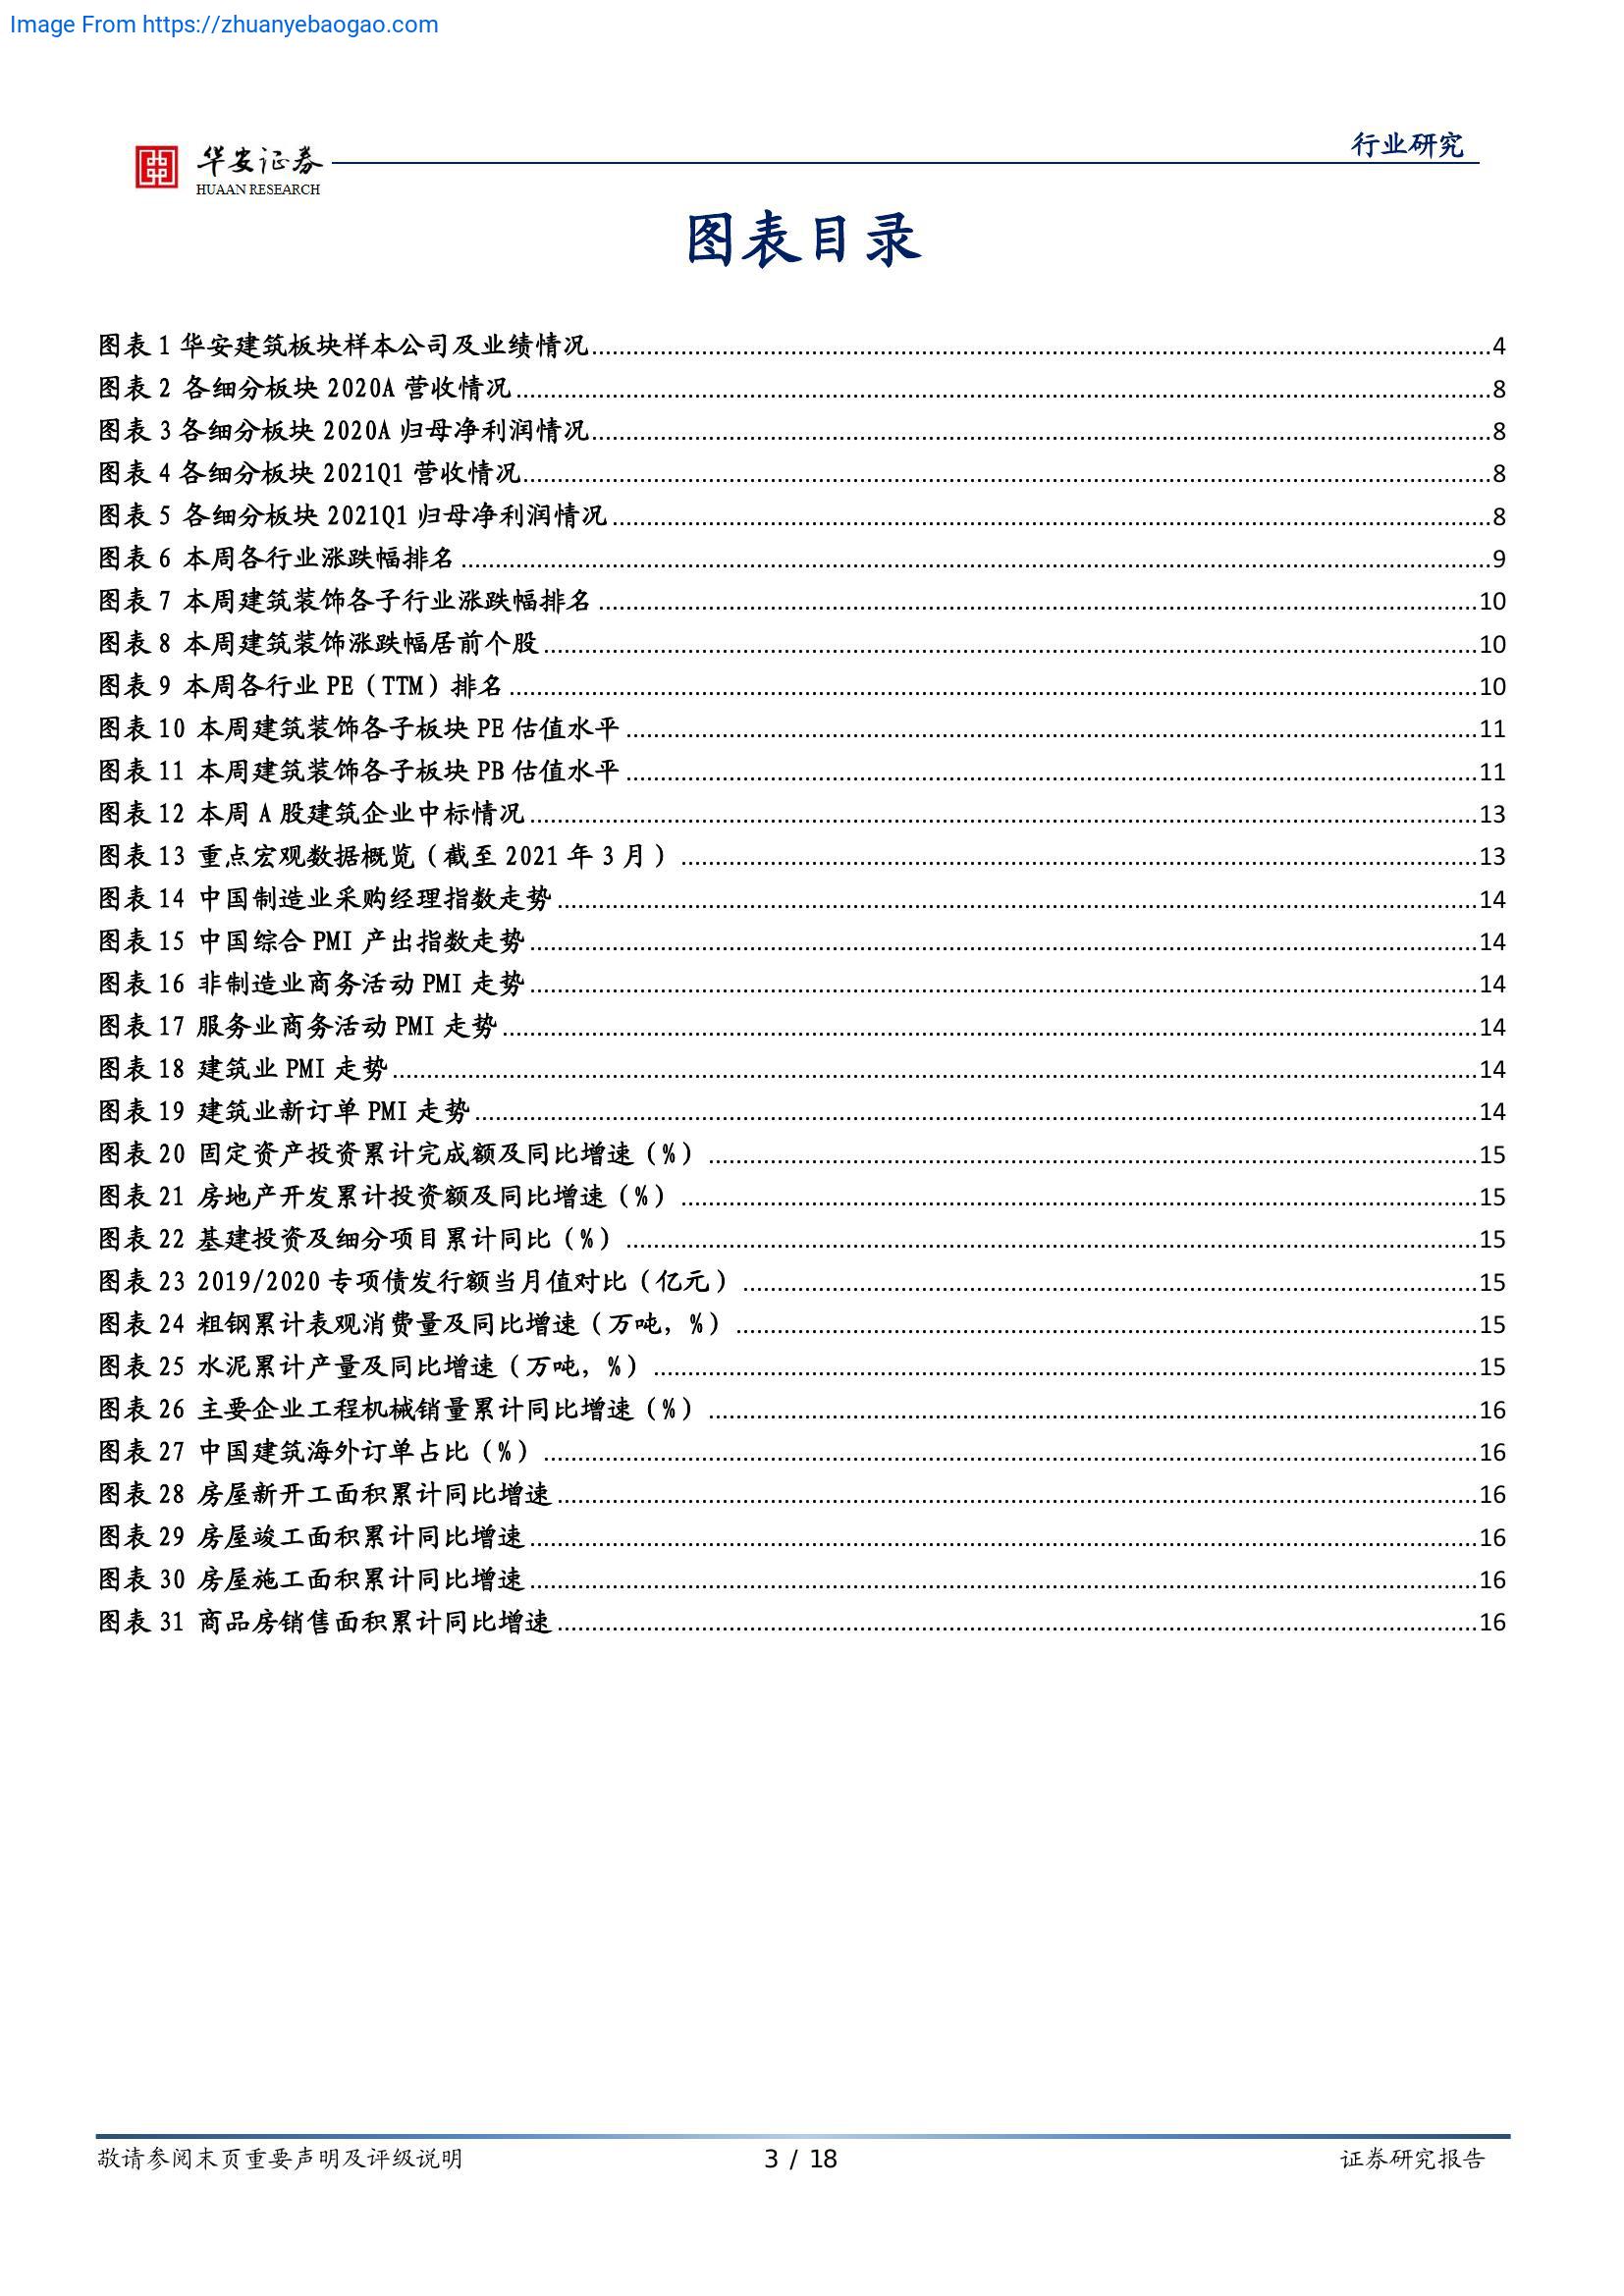 Image From https://zhuanyebaogao.com
华安证券
HUAAN RESEARCH
行业研究
图表目录
图表 1 华安建筑板块样本公司及业绩情况 4
图表 2 各细分板块 2020A 营收情况 8
图表 3 各细分板块 2020A 归母净利润情况 8
图表 4 各细分板块 2021Q1 营收情况 8
图表 5 各细分板块 2021Q1 归母净利润情况 8
图表 6 本周各行业涨跌幅排名 9
图表 7 本周建筑装饰各子行业涨跌幅排名 10
图表 8 本周建筑装饰涨跌幅居前个股 10
图表 9 本周各行业 PE（TTM）排名 10
图表 10 本周建筑装饰各子板块 PE 估值水平 11
图表 11 本周建筑装饰各子板块 PB 估值水平 11
图表 12 本周 A 股建筑企业中标情况 13
图表 13 重点宏观数据概览（截至 2021 年 3 月） 13
图表 14 中国制造业采购经理指数走势 14
图表 15 中国综合 PMI 产出指数走势 14
图表 16 非制造业商务活动 PMI 走势 14
图表 17 服务业商务活动 PMI 走势 14
图表 18 建筑业 PMI 走势 14
图表 19 建筑业新订单 PMI 走势 14
图表 20 固定资产投资累计完成额及同比增速（%） 15
图表 21 房地产开发累计投资额及同比增速（%） 15
图表 22 基建投资及细分项目累计同比（%） 15
图表 23 2019/2020 专项债发行额当月值对比（亿元） 15
图表 24 粗钢累计表观消费量及同比增速（万吨，%） 15
图表 25 水泥累计产量及同比增速（万吨，%） 15
图表 26 主要企业工程机械销量累计同比增速（%） 16
图表 27 中国建筑海外订单占比（%） 16
图表 28 房屋新开工面积累计同比增速 16
图表 29 房屋竣工面积累计同比增速 16
图表 30 房屋施工面积累计同比增速 16
图表 31 商品房销售面积累计同比增速 16
敬请参阅末页重要声明及评级说明 3 / 18 证券研究报告